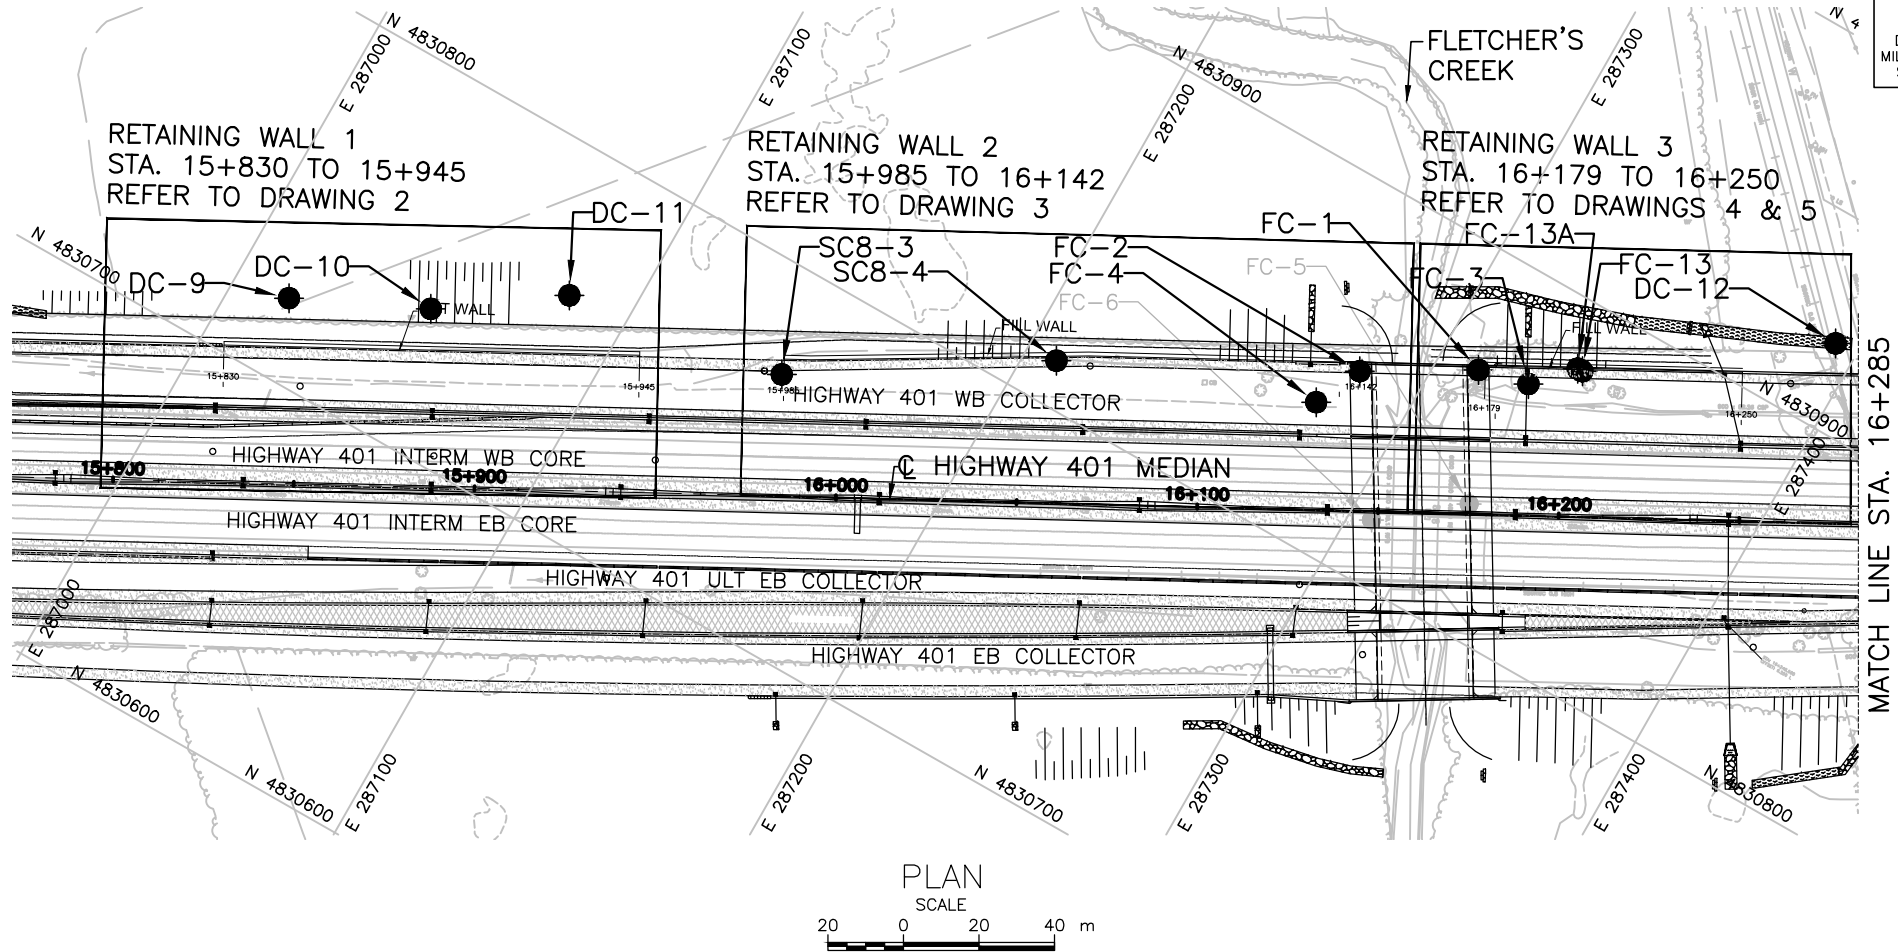 N 4830800
E 287000
E 287100
N 4830900
E 287200
FLETCHER'S
CREEK
E 287300
MIL
RETAINING WALL 1
STA. 15+830 TO 15+945
REFER TO DRAWING 2
RETAINING WALL 2
STA. 15+985 TO 16+142
REFER TO DRAWING 3
RETAINING WALL 3
STA. 16+179 TO 16+250
REFER TO DRAWINGS 4 & 5
N 4830700
DC-9
DC-10
DC-11
SC8-3
SC8-4
FC-2
FC-4
FC-6
FC-5
FC-1
FC-13A
FC-3
FC-13
DC-12
T WALL
FILL WALL
FILL WALL
15+830
15+945
15+985
16+142
16+179
16+250
HIGHWAY 401 WB COLLECTOR
N 4830900
HIGHWAY 401 INTERM WB CORE
℄ HIGHWAY 401 MEDIAN
15+800
15+900
16+000
16+100
16+200
E 287400
HIGHWAY 401 INTERM EB CORE
HIGHWAY 401 ULT EB COLLECTOR
HIGHWAY 401 EB COLLECTOR
MATCH LINE STA. 16+285
E 287000
N 4830600
N 4830600
E 287100
E 287200
N 4830700
E 287300
E 287400
N 4830800
PLAN
SCALE
20 0 20 40 m